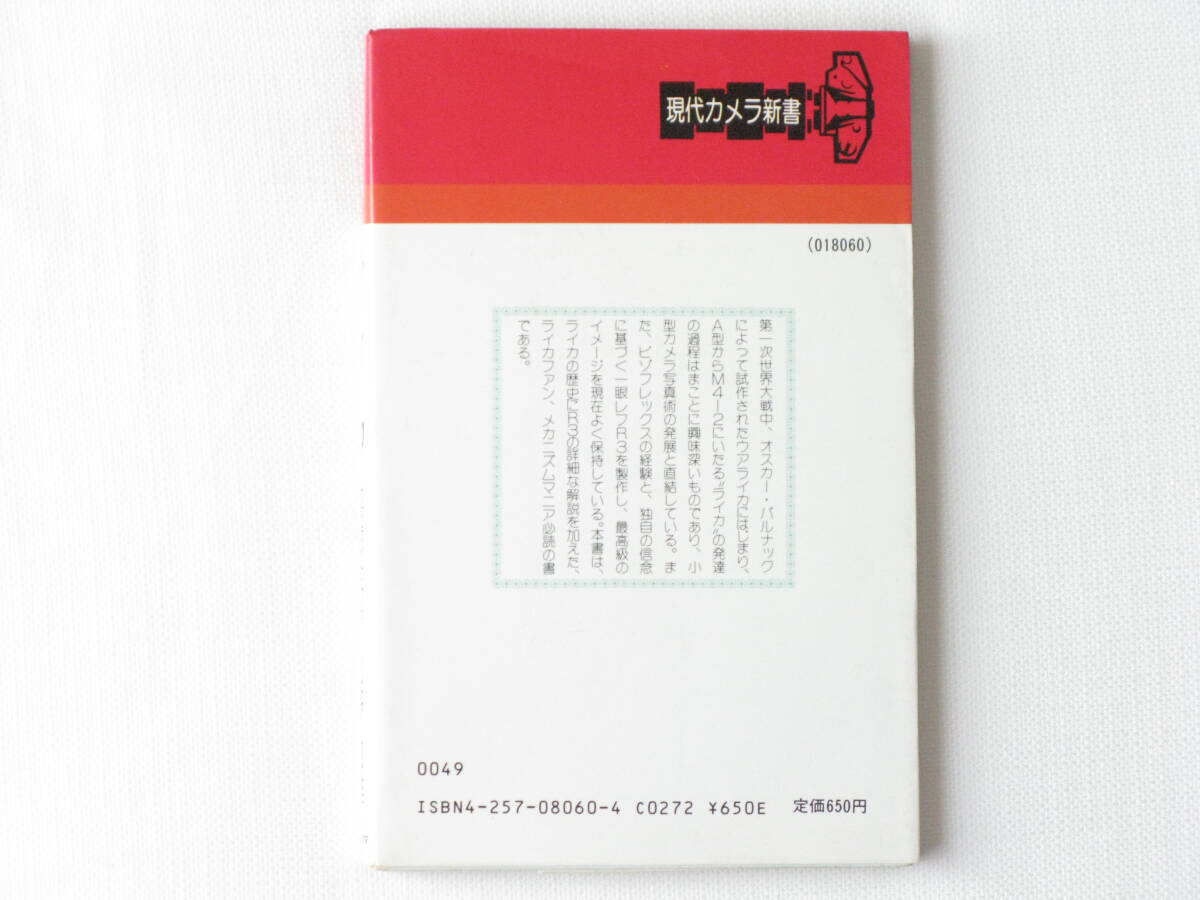 現代カメラ新書
(018060)
第一次世界大戦中、オスカー・バルナック
によって試作されたウアライカにはじまり、
A型からM4−2にいたる“ライカ”の発達
の過程はまことに興味深いものであり、小
型カメラ写真術の発展と直結している。ま
た、ビゾフレックスの経験と、独自の信念
に基づく一眼レフR3を製作し、最高級の
イメージを現在よく保持している。本書は、
ライカの歴史にR3の詳細な解説を加えた、
ライカファン、メカニズムマニア必読の書
である。
0049
ISBN4-257-08060-4 C0272 ¥650E 定価650円